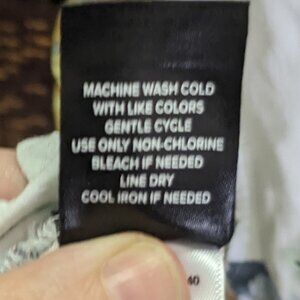 MACHINE WASH COLD
WITH LIKE COLORS
GENTLE CYCLE
USE ONLY NON-CHLORINE
BLEACH IF NEEDED
LINE DRY
COOL IRON IF NEEDED
40